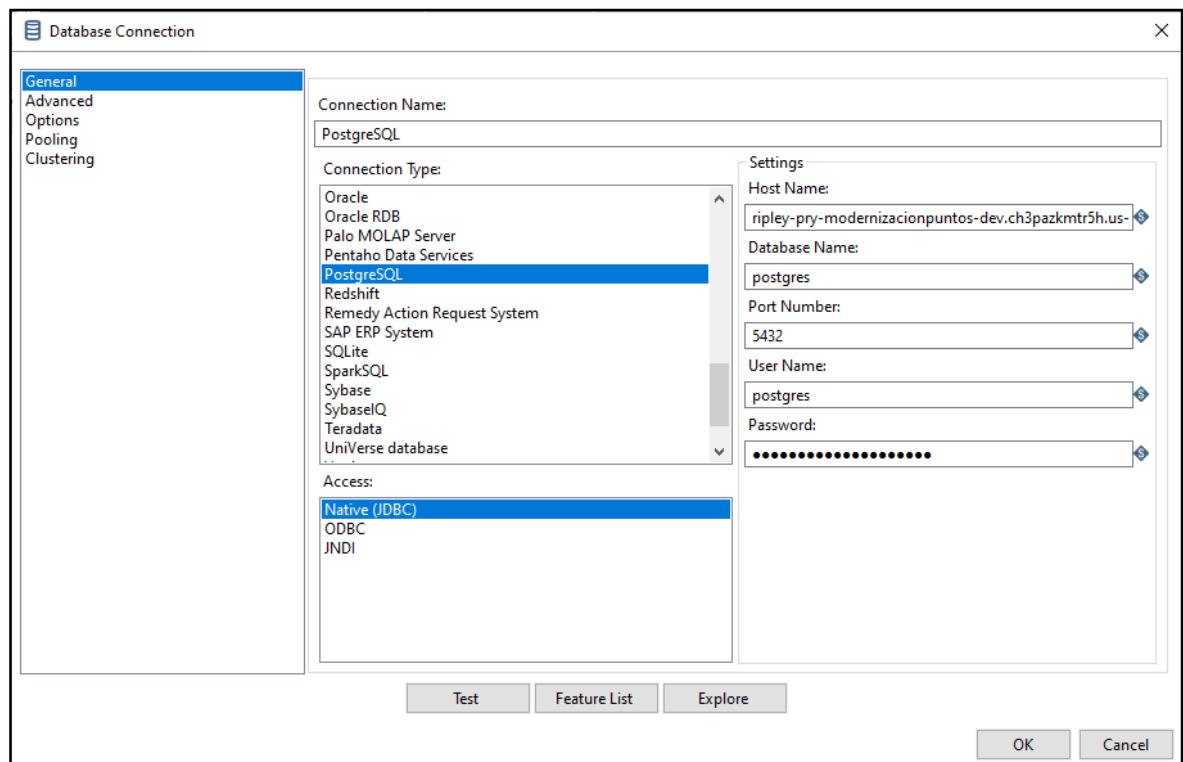 Database Connection
General
Advanced
Options
Pooling
Clustering
Connection Name:
PostgreSQL
Connection Type:
Oracle
Oracle RDB
Palo MOLAP Server
Pentaho Data Services
PostgreSQL
Redshift
Remedy Action Request System
SAP ERP System
SQLite
SparkSQL
Sybase
SybaseIQ
Teradata
UniVerse database
Access:
Native (JDBC)
ODBC
JNDI
Settings
Host Name:
ripley-pry-modernizacionpuntos-dev.ch3pazkmtr5h.us-
Database Name:
postgres
Port Number:
5432
User Name:
postgres
Password:
••••••••••••••••••••
Test Feature List Explore
OK Cancel